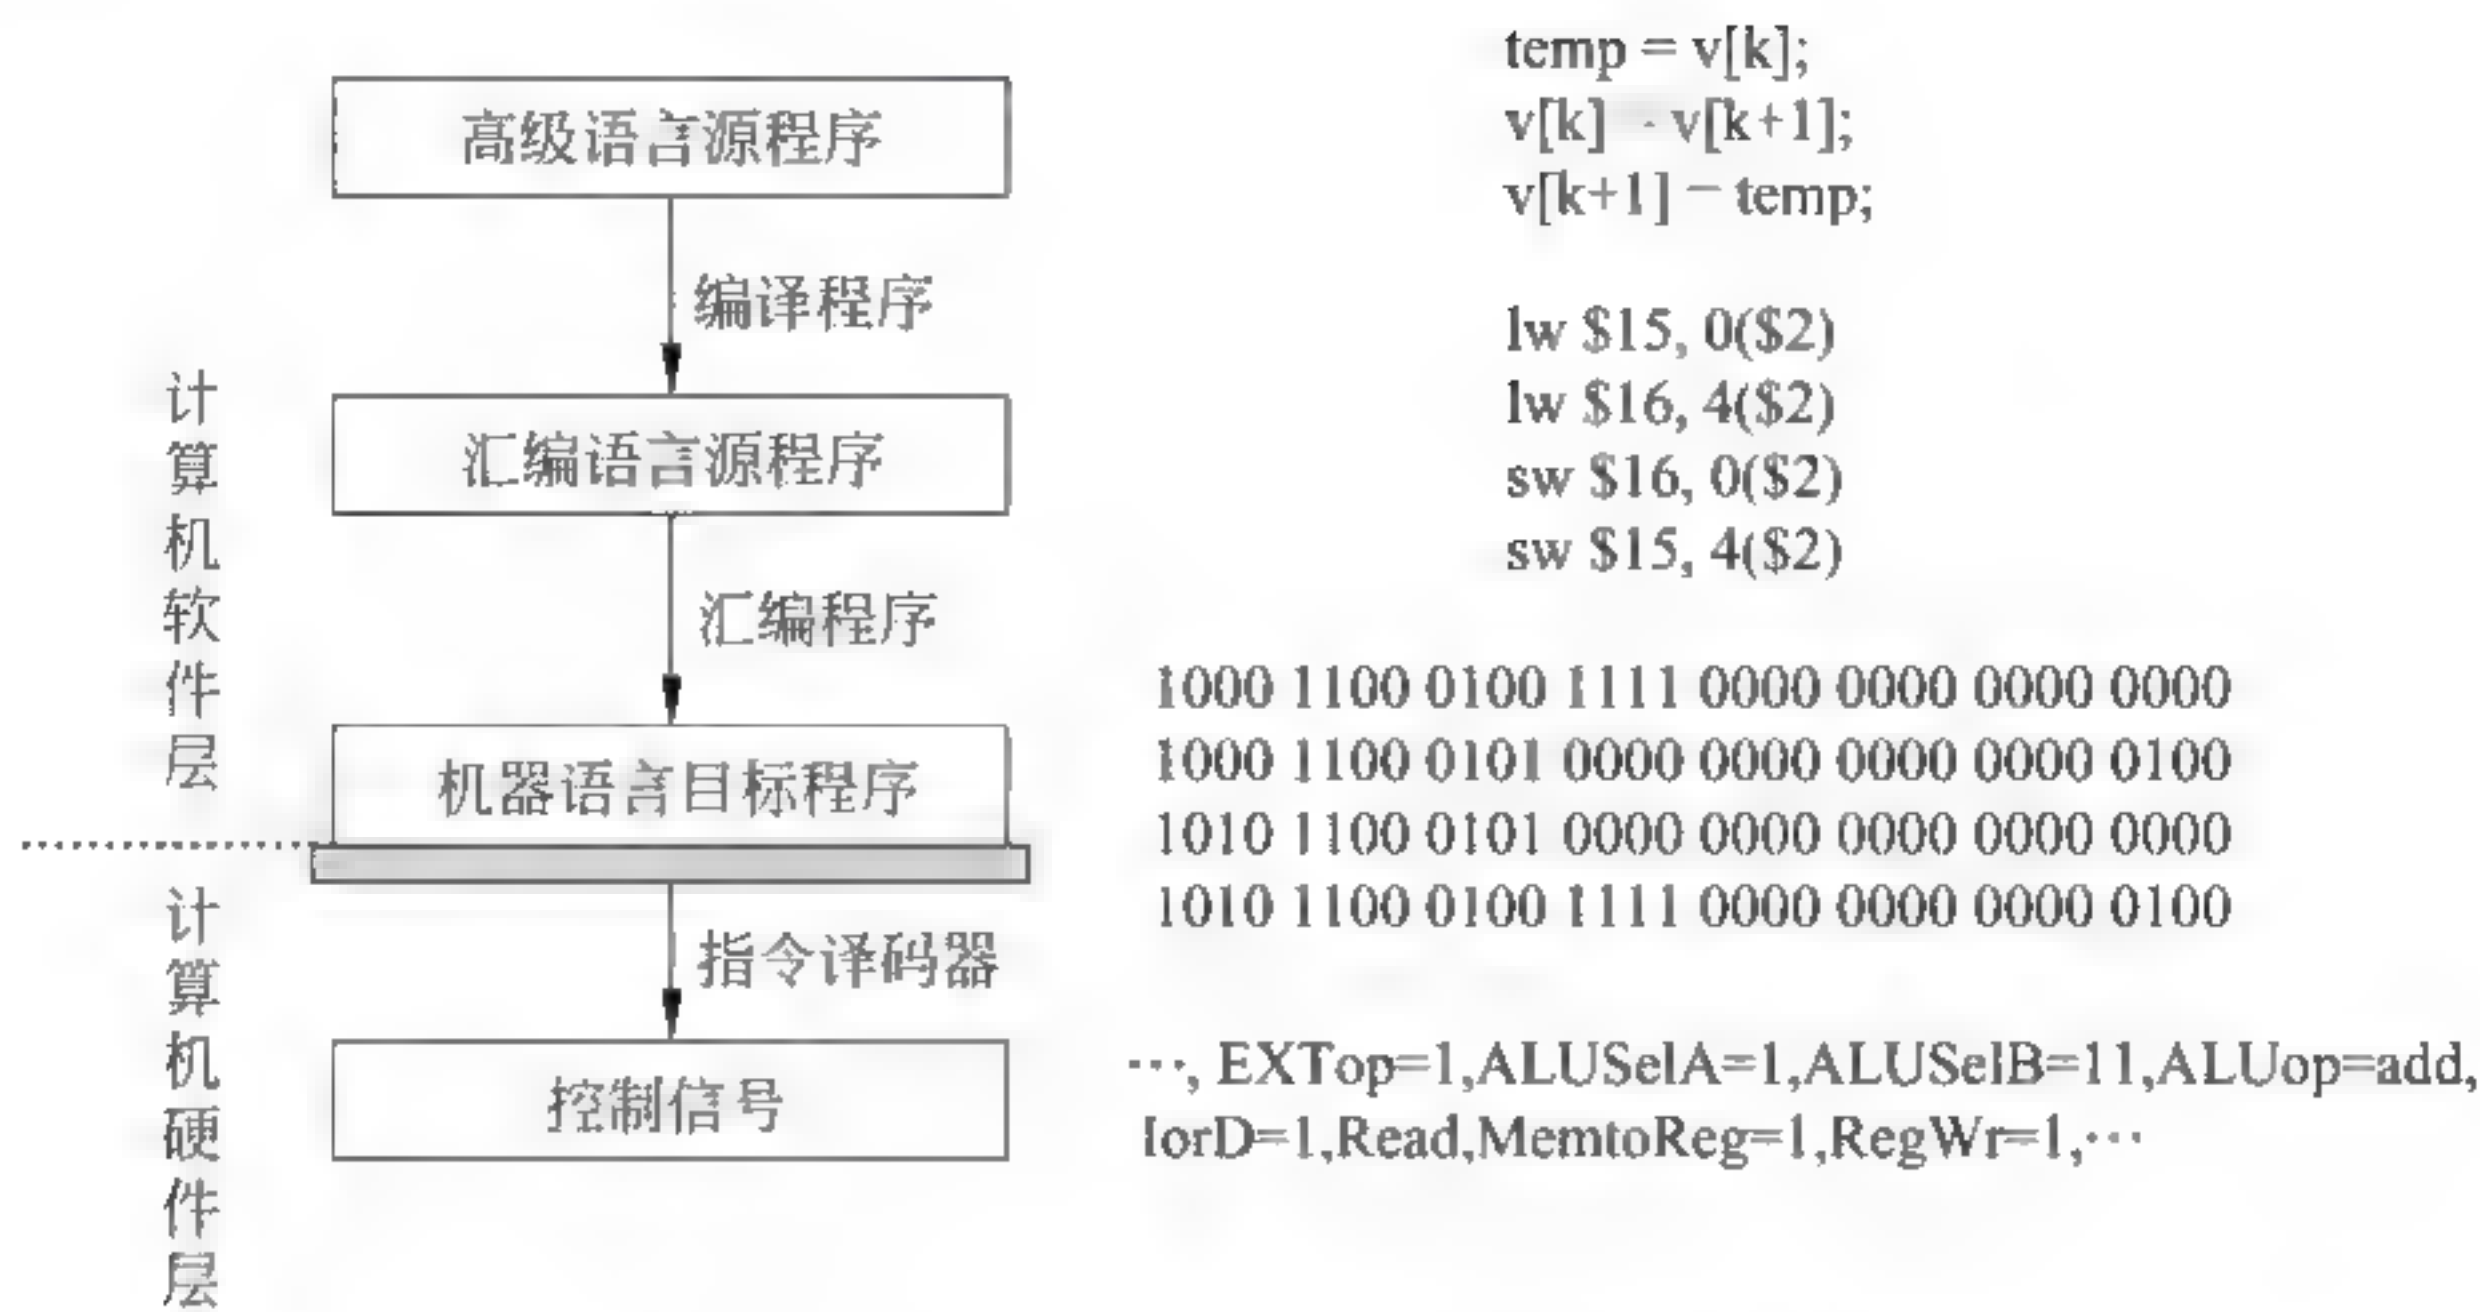 temp = v[k];
高级语言源程序
v[k] - v[k+1];
v[k+1] - temp;
编译程序
lw $15, 0($2)
lw $16, 4($2)
汇编语言源程序
sw $16, 0($2)
sw $15, 4($2)
汇编程序
计算机软件层
1000 1100 0100 1111 0000 0000 0000 0000
1000 1100 0101 0000 0000 0000 0000 0100
机器语言目标程序
1010 1100 0101 0000 0000 0000 0000 0000
1010 1100 0100 1111 0000 0000 0000 0100
指令译码器
计算机硬件层
控制信号
…, EXTop=1,ALUSelA=1,ALUSelB=11,ALUop=add,
IorD=1,Read,MemtoReg=1,RegWr=1,…